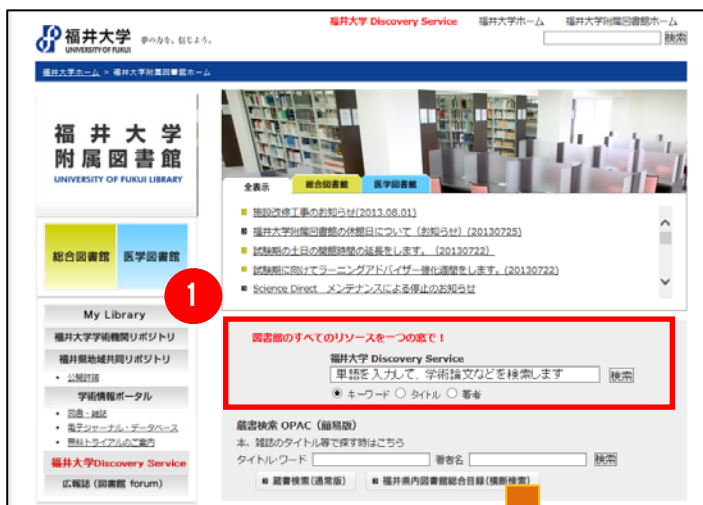 福井大学 Discovery Service 福井大学ホーム 福井大学附属図書館ホーム
福井大学 夢の力を、信じよう。
UNIVERSITY OF FUKUI
検索
福井大学ホーム > 福井大学附属図書館ホーム
福井大学
附属図書館
UNIVERSITY OF FUKUI LIBRARY
総合図書館 医学図書館
My Library
福井大学学術機関リポジトリ
福井県地域共同リポジトリ
• 公開許諾
学術情報ポータル
• 図書・雑誌
• 電子ジャーナル・データベース
• 無料トライアルのご案内
福井大学Discovery Service
広報誌 (図書館 forum)
全表示 総合図書館 医学図書館
施設改修工事のお知らせ(2013.08.01)
福井大学附属図書館の休館日について(お知らせ)(20130725)
試験期の土日の開館時間の延長をします。(20130722)
試験期に向けてラーニングアドバイザー強化週間をします。(20130722)
Science Direct メンテナンスによる停止のお知らせ
1
図書館のすべてのリソースを一つの窓で！
福井大学 Discovery Service
単語を入力して、学術論文などを検索します 検索
キーワード タイトル 著者
蔵書検索 OPAC (簡易版)
本、雑誌のタイトル等で探す時はこちら
タイトル・ワード 著者名 検索
蔵書検索(通常版) 福井県内図書館総合目録(横断検索)